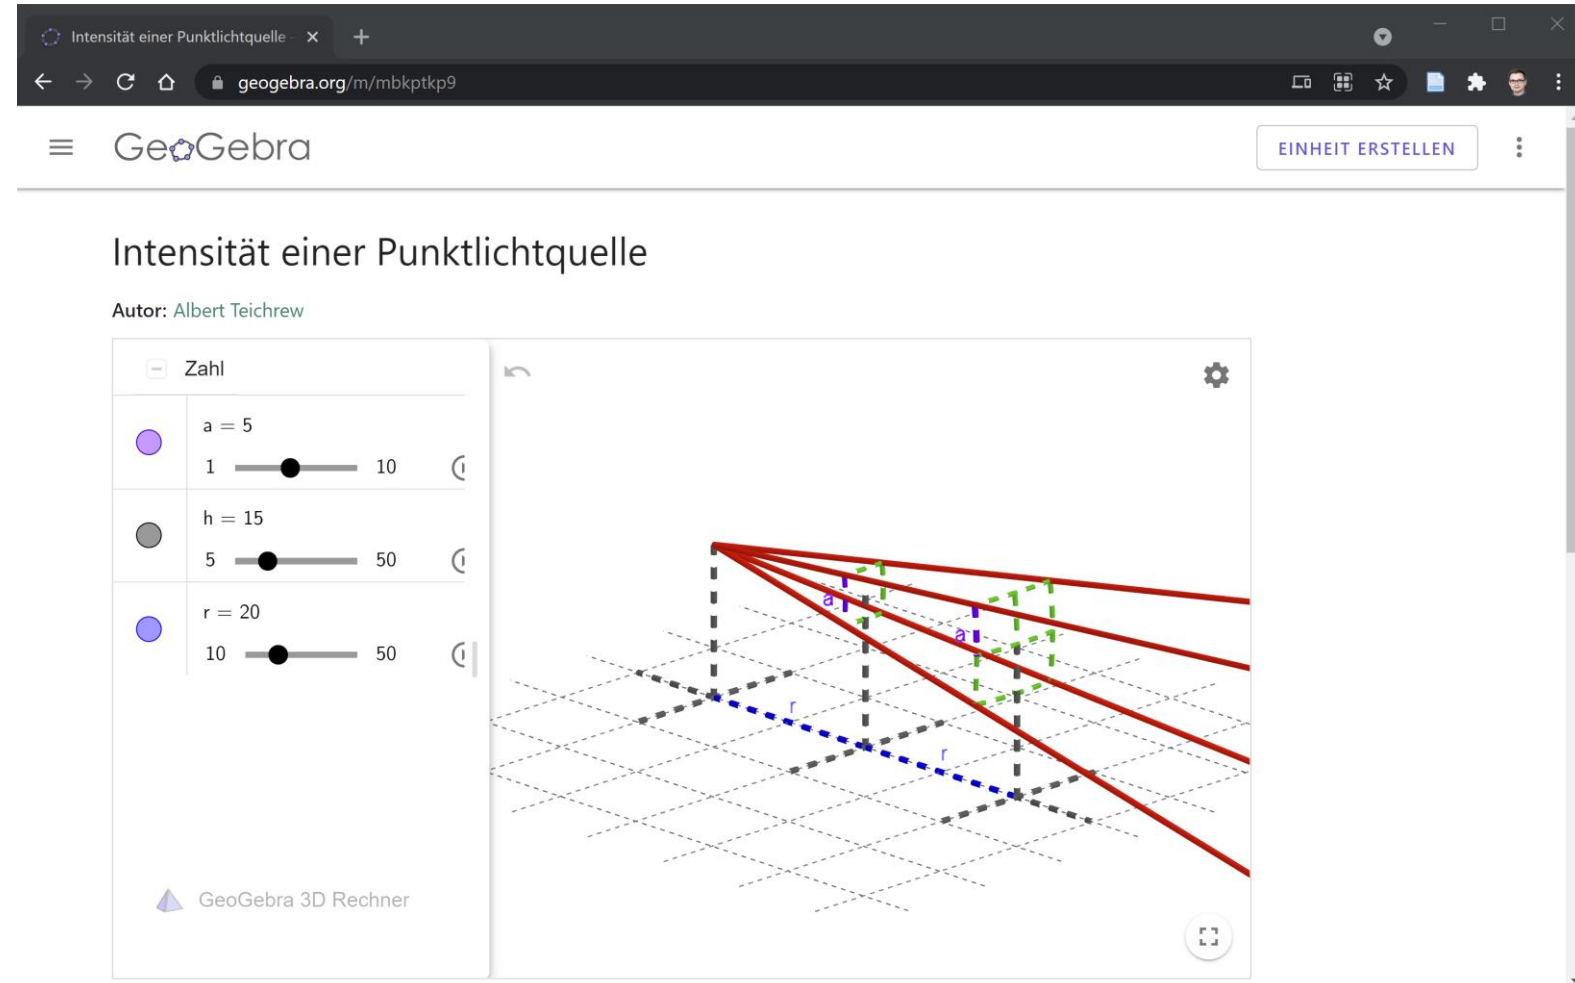 Intensität einer Punktlichtquelle -
geogebra.org/m/mbkptkp9
GeoGebra
EINHEIT ERSTELLEN
Intensität einer Punktlichtquelle
Autor: Albert Teichrew
Zahl
a = 5
1 10
h = 15
5 50
r = 20
10 50
GeoGebra 3D Rechner
a
a
r
r